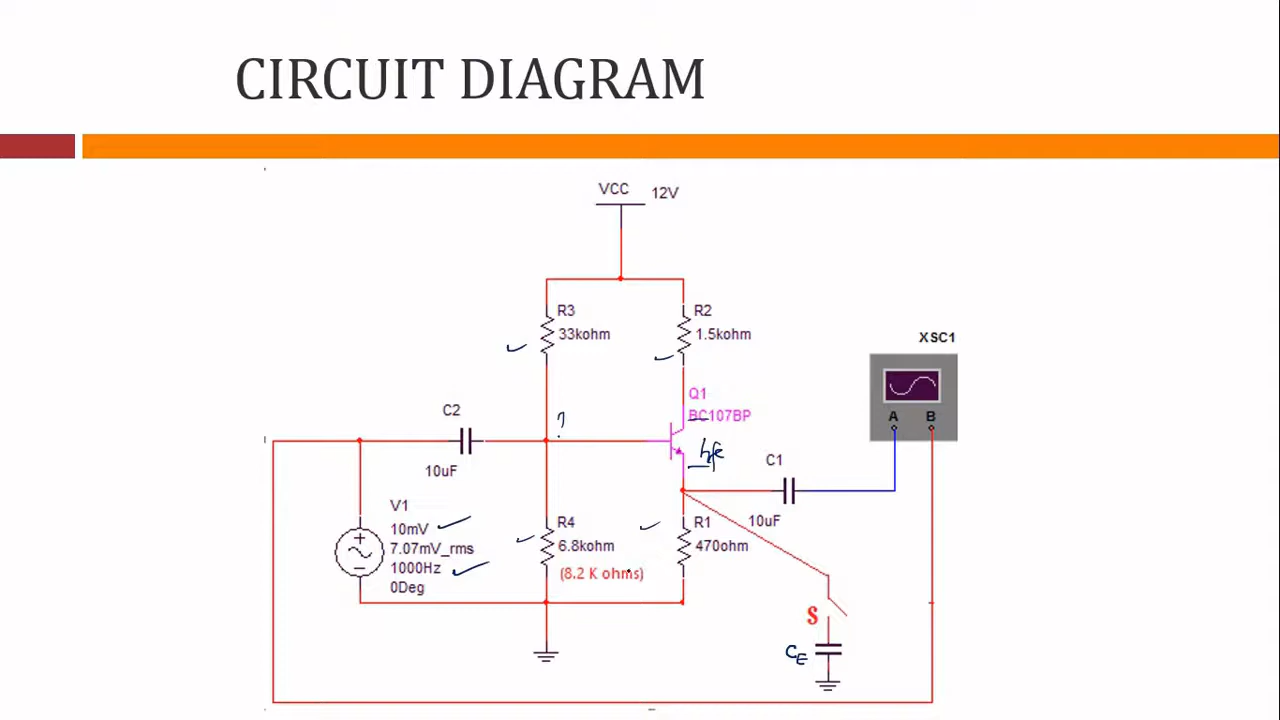 CIRCUIT DIAGRAM
VCC 12V
R3
33kohm
R2
1.5kohm
XSC1
A B
Q1
BC107BP
C2
10uF
?
hfe
C1
10uF
V1
10mV
7.07mV_rms
1000Hz
0Deg
R4
6.8kohm
(8.2 K ohms)
R1
470ohm
S
CE